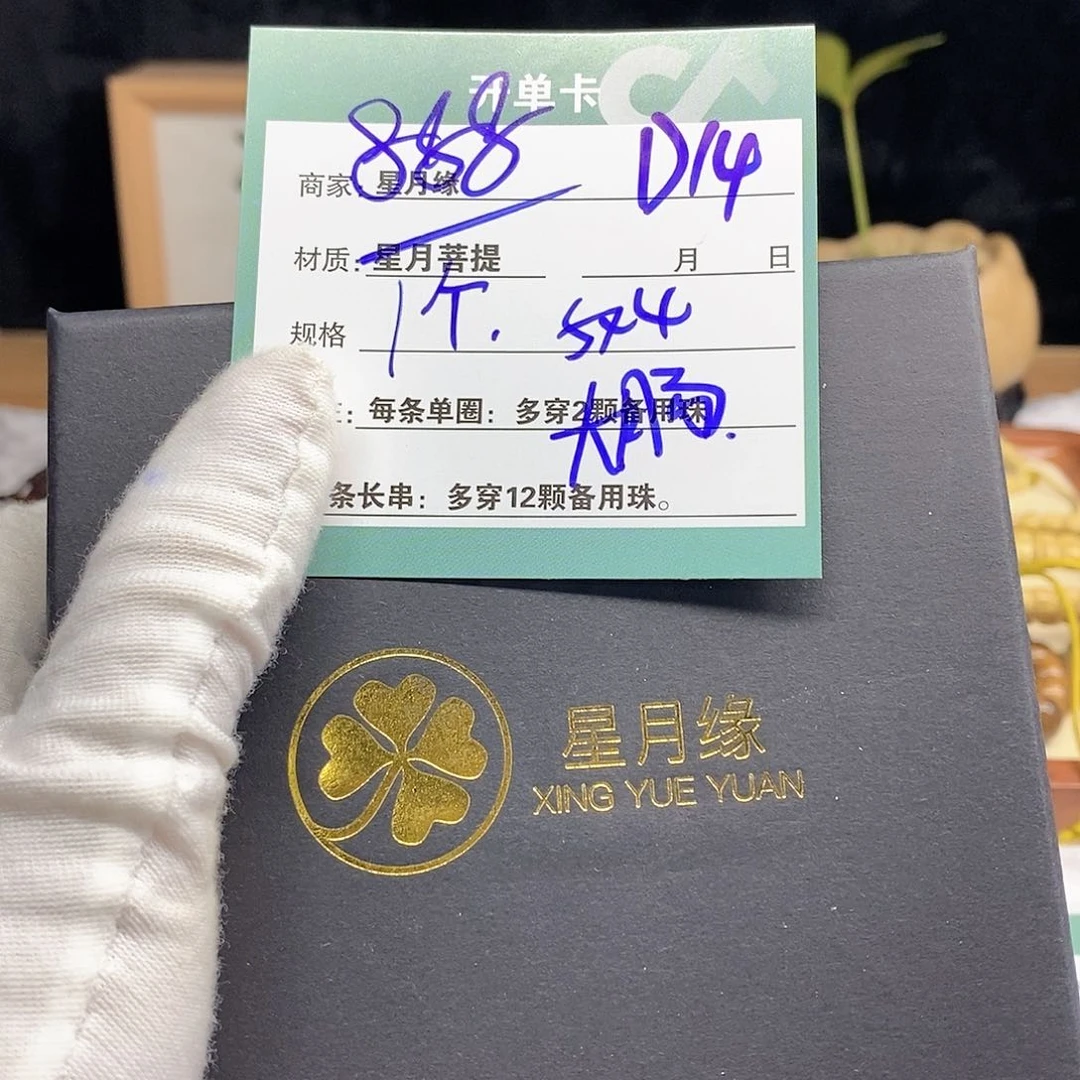 开单卡
888 D14
商家：星月缘
材质：星月菩提 月 日
1个. 5x4
规格
大肠.
：每条单圈：多穿2颗备用珠
条长串：多穿12颗备用珠。
星月缘
XING YUE YUAN